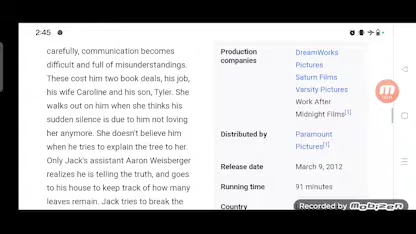 2:45
carefully, communication becomes
difficult and full of misunderstandings.
These cost him two book deals, his job,
his wife Caroline and his son, Tyler. She
walks out on him when she thinks his
sudden silence is due to him not loving
her anymore. She doesn't believe him
when he tries to explain the tree to her.
Only Jack's assistant Aaron Weisberger
realizes he is telling the truth, and goes
to his house to keep track of how many
leaves remain. Jack tries to break the
Production
companies
DreamWorks
Pictures
Saturn Films
Varsity Pictures
Work After
Midnight Films[1]
Distributed by
Paramount
Pictures[1]
Release date
March 9, 2012
Running time
91 minutes
Country
Recorded by
Mobizen